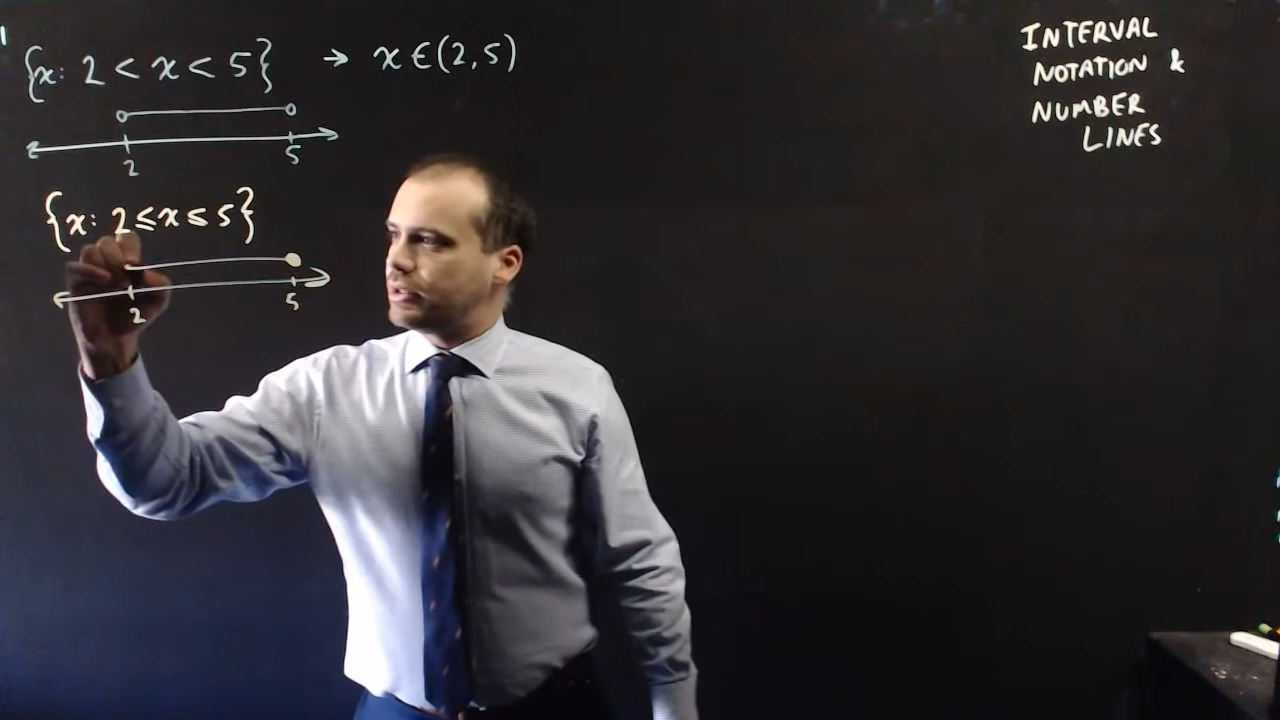 {x: 2 < x < 5} → x ∈ (2, 5)
2 5
{x: 2 ≤ x ≤ 5}
2 5
INTERVAL
NOTATION &
NUMBER
LINES